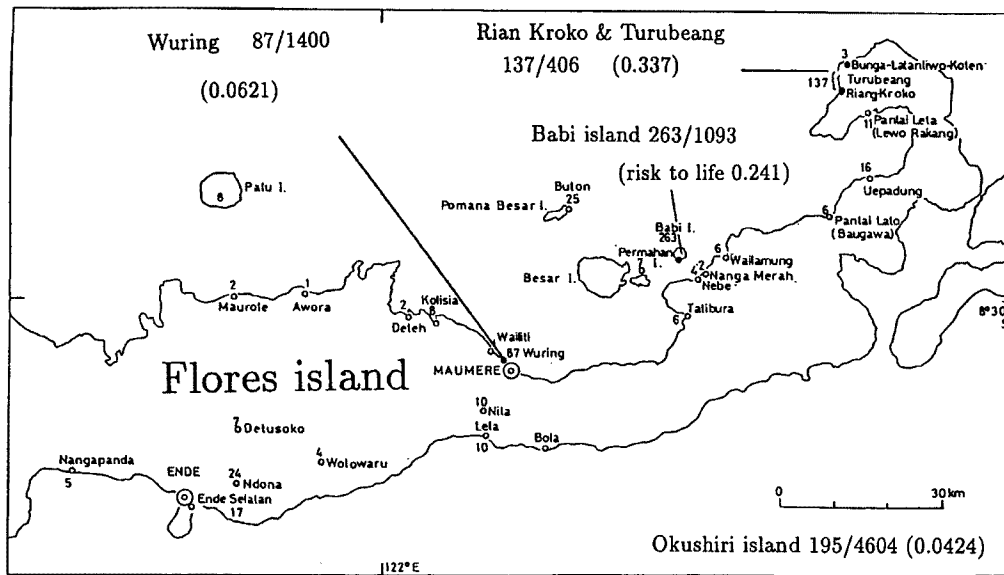 Wuring 87/1400
(0.0621)
Rian Kroko & Turubeang
137/406 (0.337)
Babi island 263/1093
(risk to life 0.241)
3
Bunga-Latanliwo-Koten
137
Turubeang
Riang-Kroko
11
Pantai Leta
(Lewo Rakang)
16
Uepadung
6
Pantai Lato
(Baugawa)
Palu I.
6
Buton
25
Pomana Besar I.
Babi I.
263
Permahan I.
Besar I.
6
Wailamung
4 2
Nanga Merah
Nebe
6
Talibura
2
Maurole
1
Awora
2
Deleh
Kolisia
8
Wailiti
87 Wuring
MAUMERE
8°30
S
Flores island
10
Nila
Lela
10
Bola
7
Detusoko
4
Wolowaru
Nangapanda
5
ENDE
24
Ndona
Ende Selatan
17
0 30km
Okushiri island 195/4604 (0.0424)
122°E